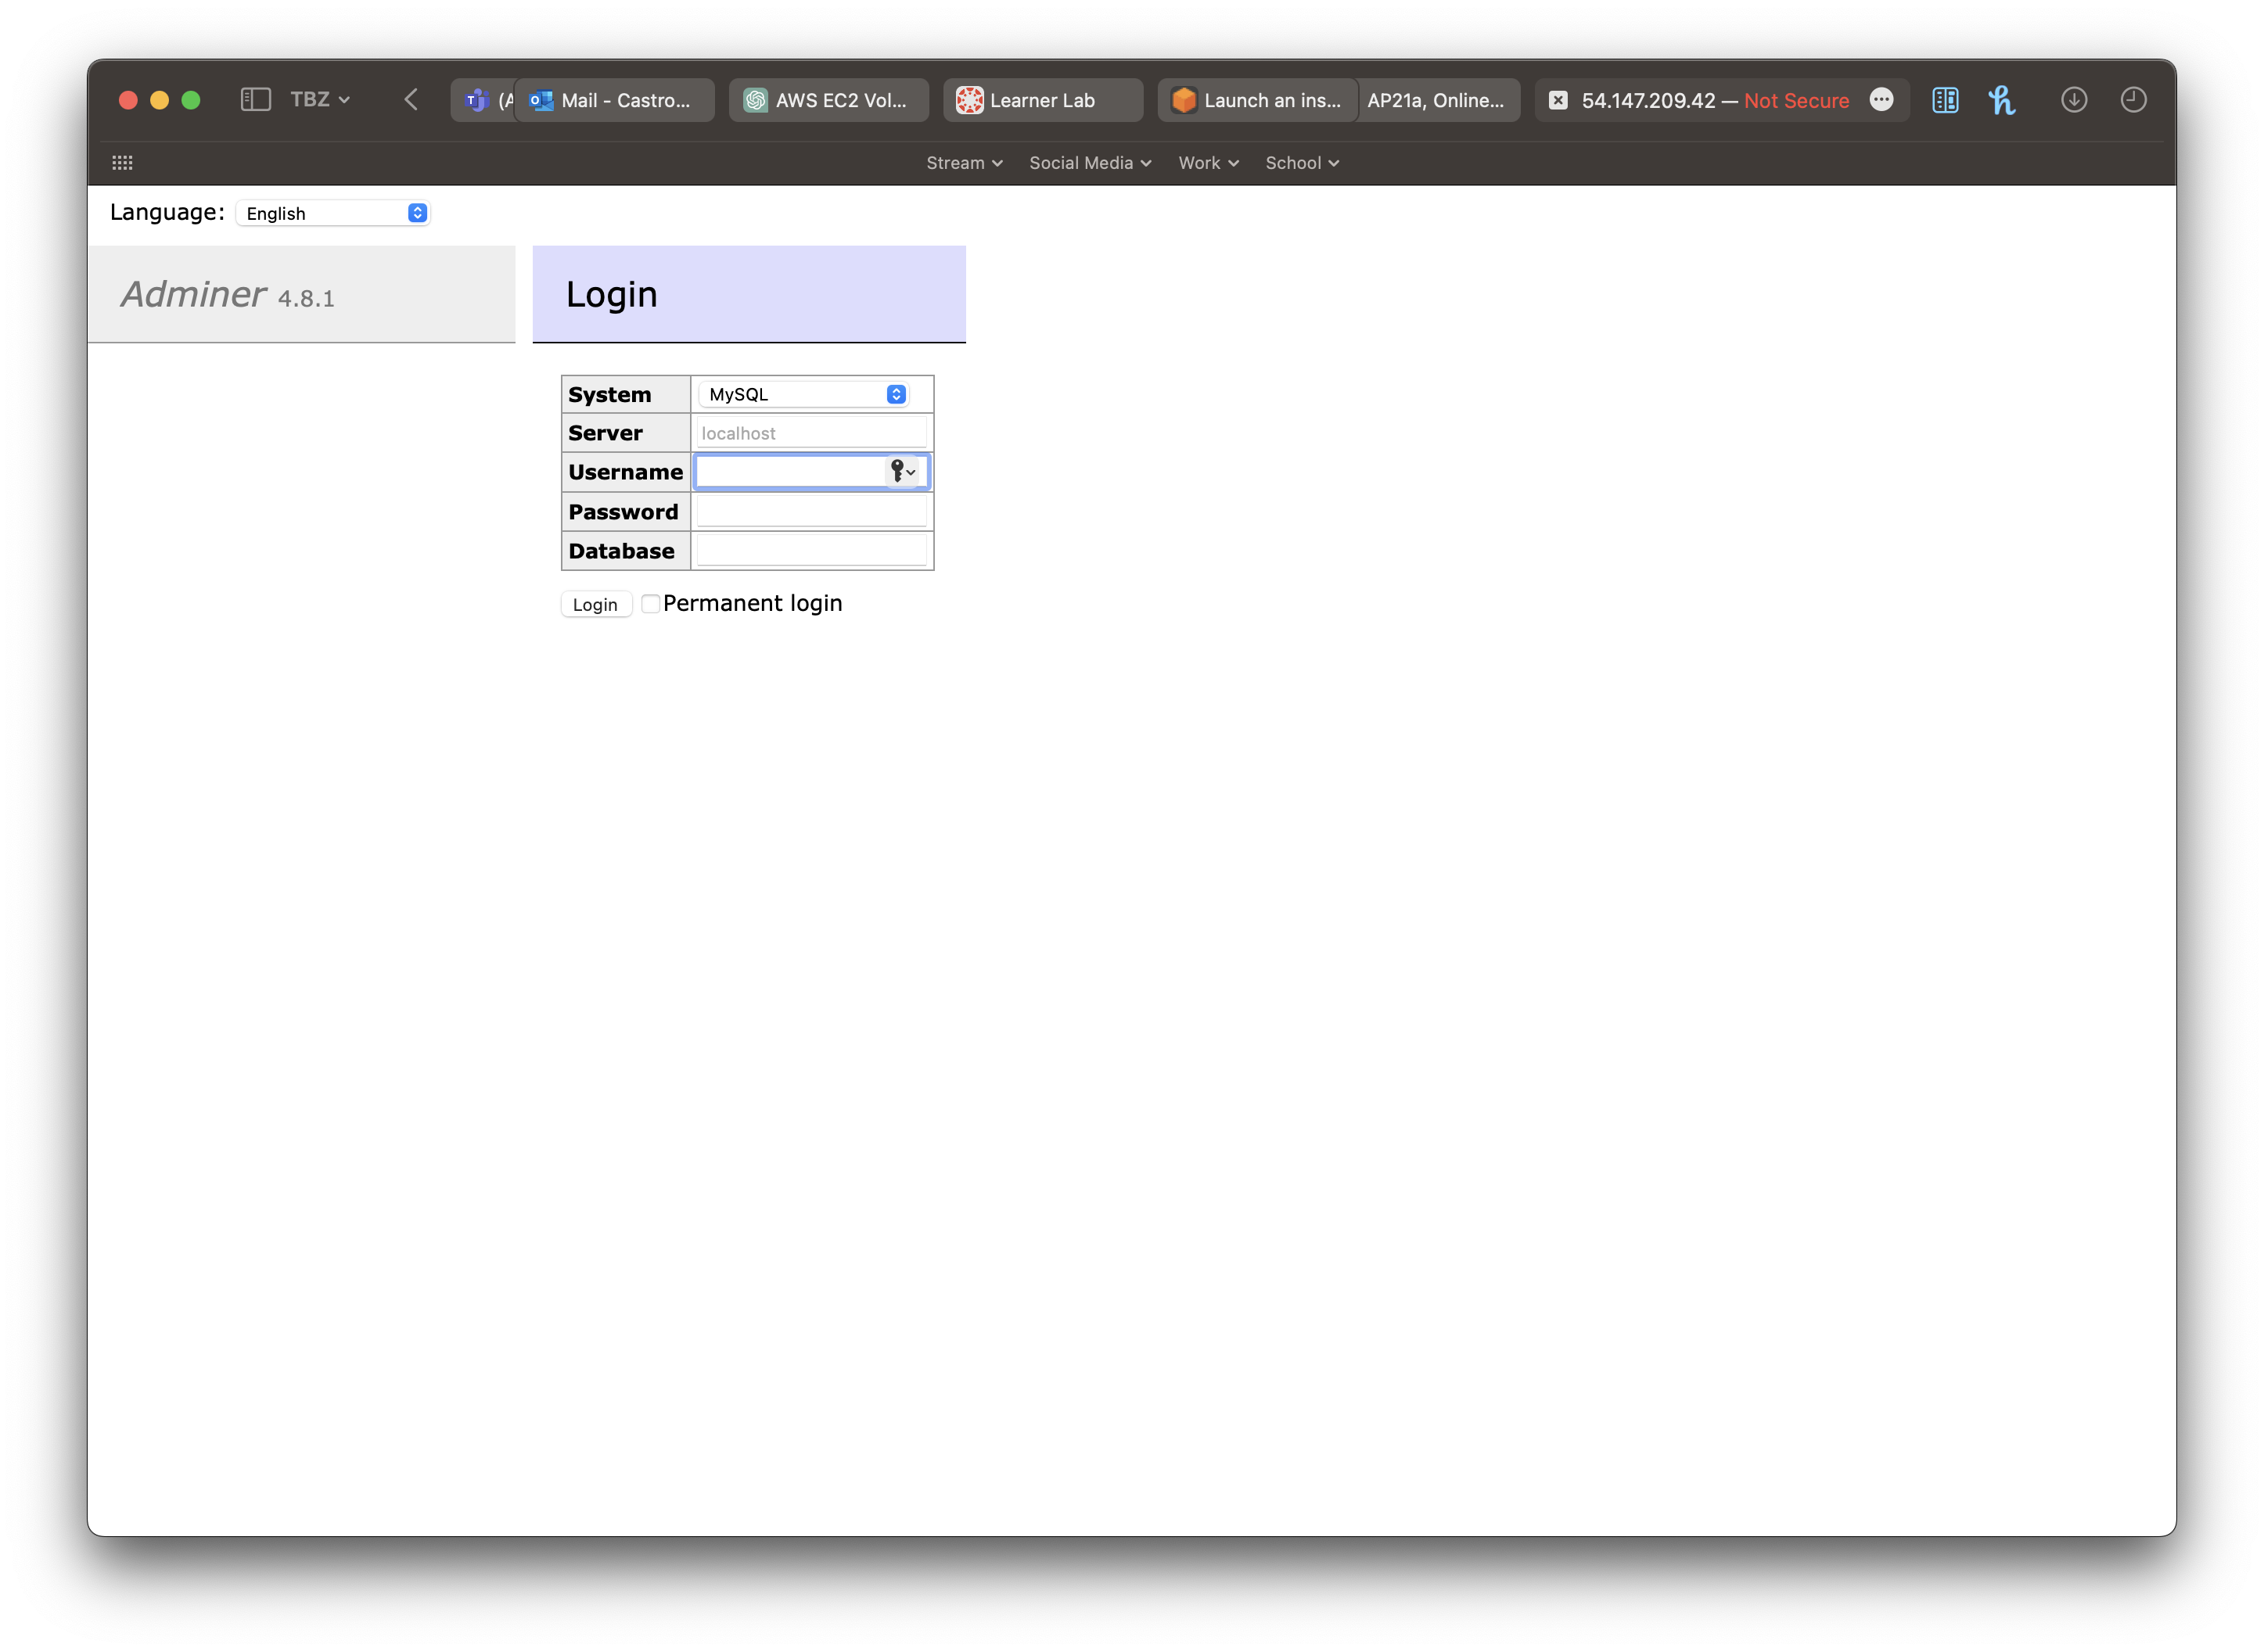 TBZ
(A
Mail - Castro...
AWS EC2 Vol...
Learner Lab
Launch an ins...
AP21a, Online...
54.147.209.42 — Not Secure
Stream
Social Media
Work
School
Language: English
Adminer 4.8.1
Login
System MySQL
Server localhost
Username
Password
Database
Login Permanent login